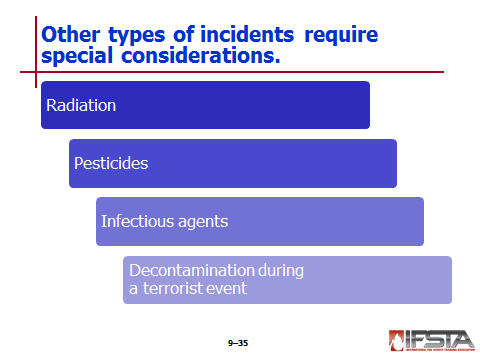 Other types of incidents require
special considerations.
Radiation
Pesticides
Infectious agents
Decontamination during
a terrorist event
9–35
IFSTA
INTERNATIONAL FIRE SERVICE TRAINING ASSOCIATION